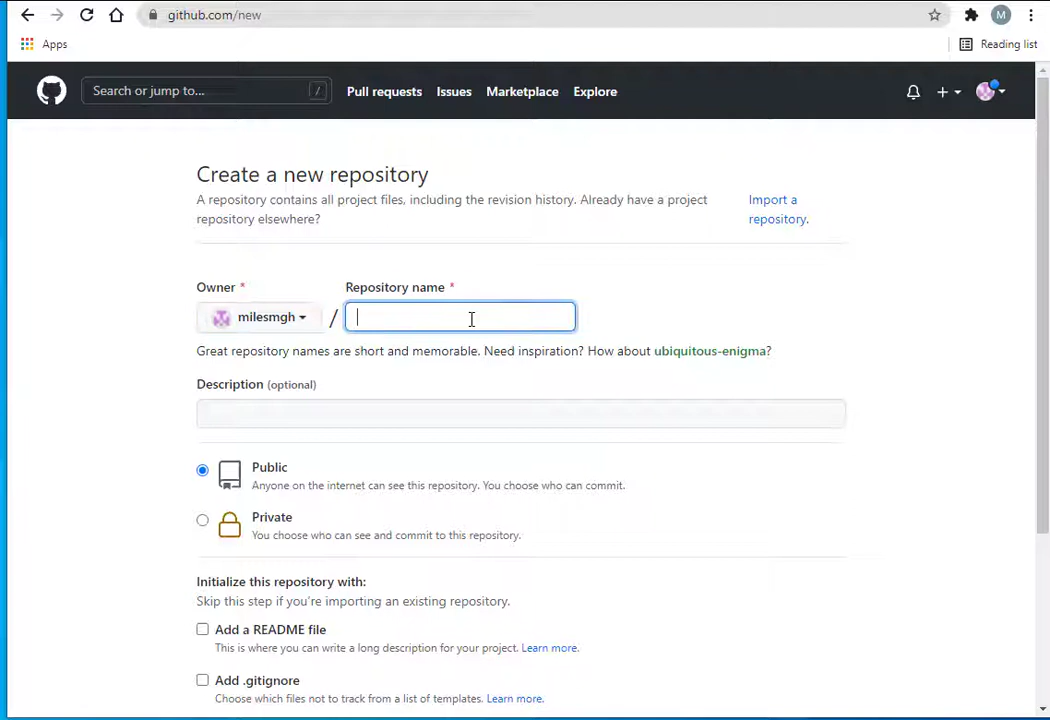 github.com/new
M
Apps
Reading list
Search or jump to...
/
Pull requests
Issues
Marketplace
Explore
+
Create a new repository
A repository contains all project files, including the revision history. Already have a project
repository elsewhere?
Import a
repository.
Owner *
Repository name *
milesmgh
/
Great repository names are short and memorable. Need inspiration? How about ubiquitous-enigma?
Description (optional)
Public
Anyone on the internet can see this repository. You choose who can commit.
Private
You choose who can see and commit to this repository.
Initialize this repository with:
Skip this step if you're importing an existing repository.
Add a README file
This is where you can write a long description for your project. Learn more.
Add .gitignore
Choose which files not to track from a list of templates. Learn more.